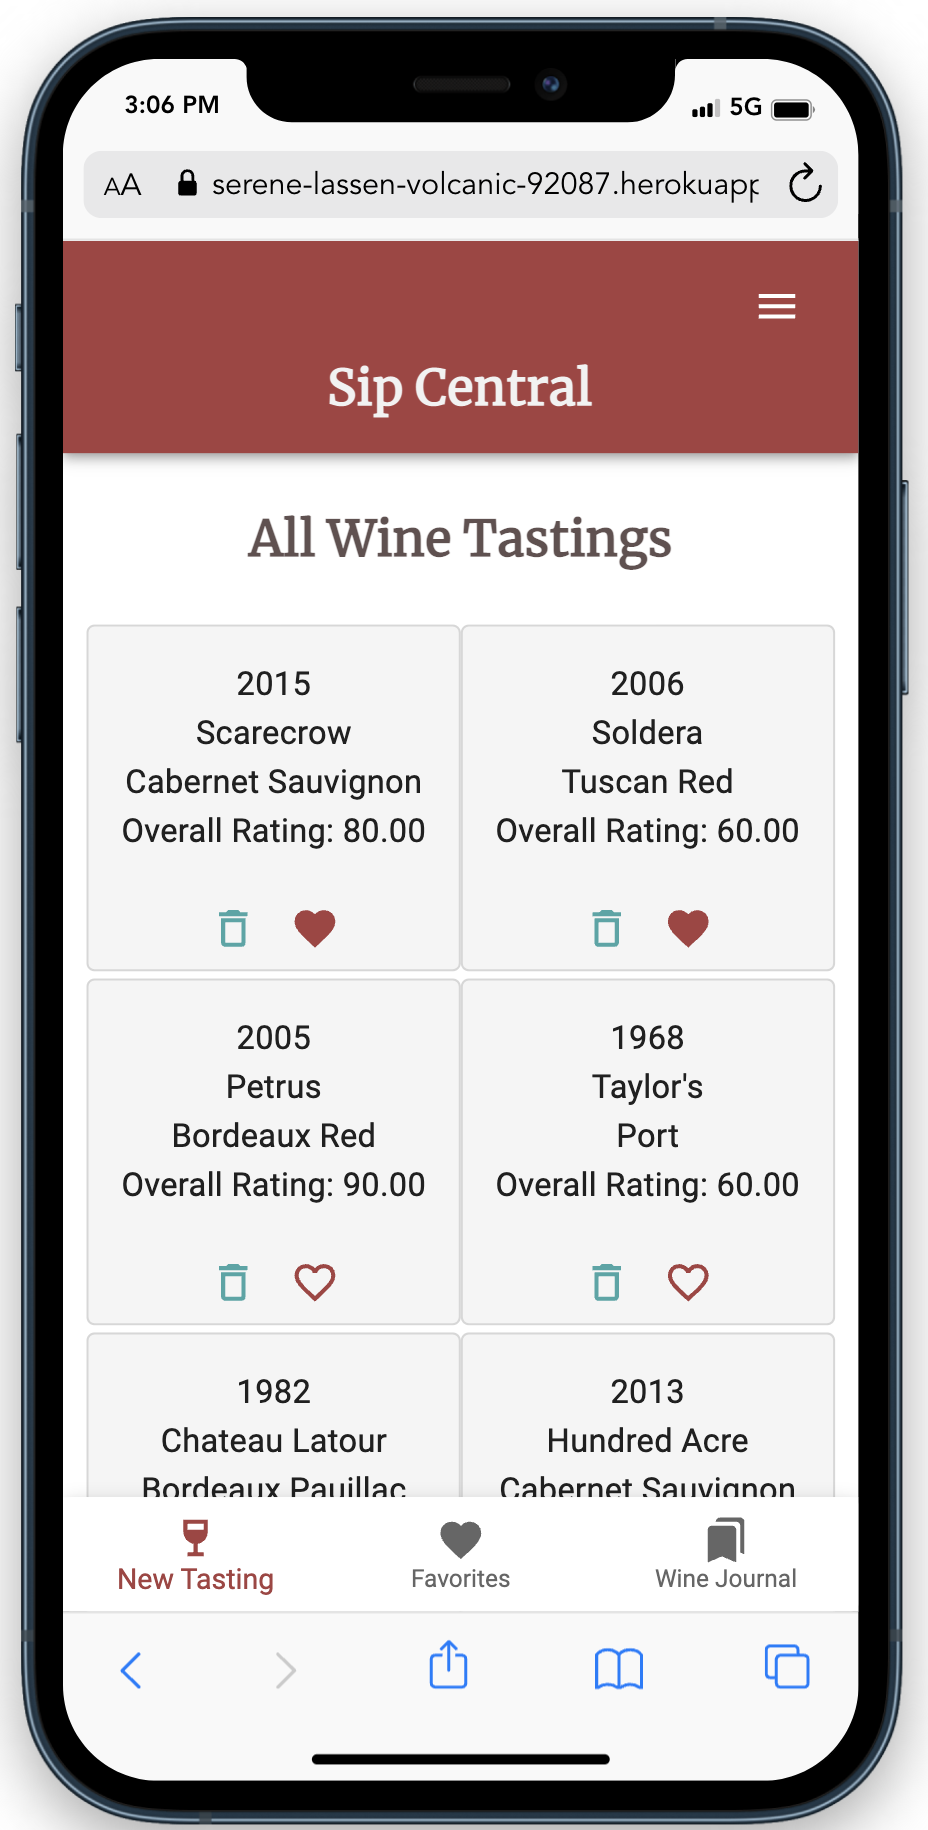 3:06 PM
5G
AA
serene-lassen-volcanic-92087.herokuapp
Sip Central
All Wine Tastings
2015
Scarecrow
Cabernet Sauvignon
Overall Rating: 80.00
2006
Soldera
Tuscan Red
Overall Rating: 60.00
2005
Petrus
Bordeaux Red
Overall Rating: 90.00
1968
Taylor's
Port
Overall Rating: 60.00
1982
Chateau Latour
Bordeaux Pauillac
2013
Hundred Acre
Cabernet Sauvignon
New Tasting
Favorites
Wine Journal